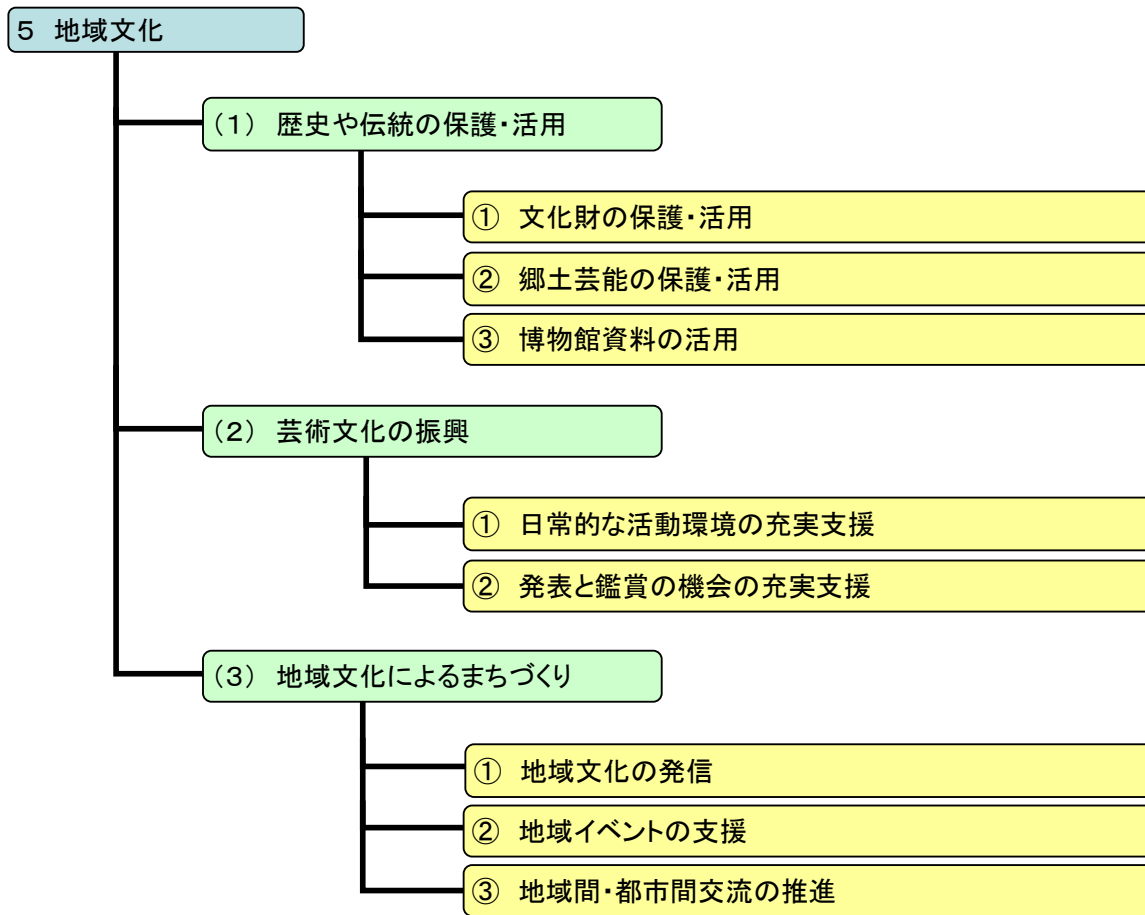 5 地域文化
(1) 歴史や伝統の保護・活用
① 文化財の保護・活用
② 郷土芸能の保護・活用
③ 博物館資料の活用
(2) 芸術文化の振興
① 日常的な活動環境の充実支援
② 発表と鑑賞の機会の充実支援
(3) 地域文化によるまちづくり
① 地域文化の発信
② 地域イベントの支援
③ 地域間・都市間交流の推進